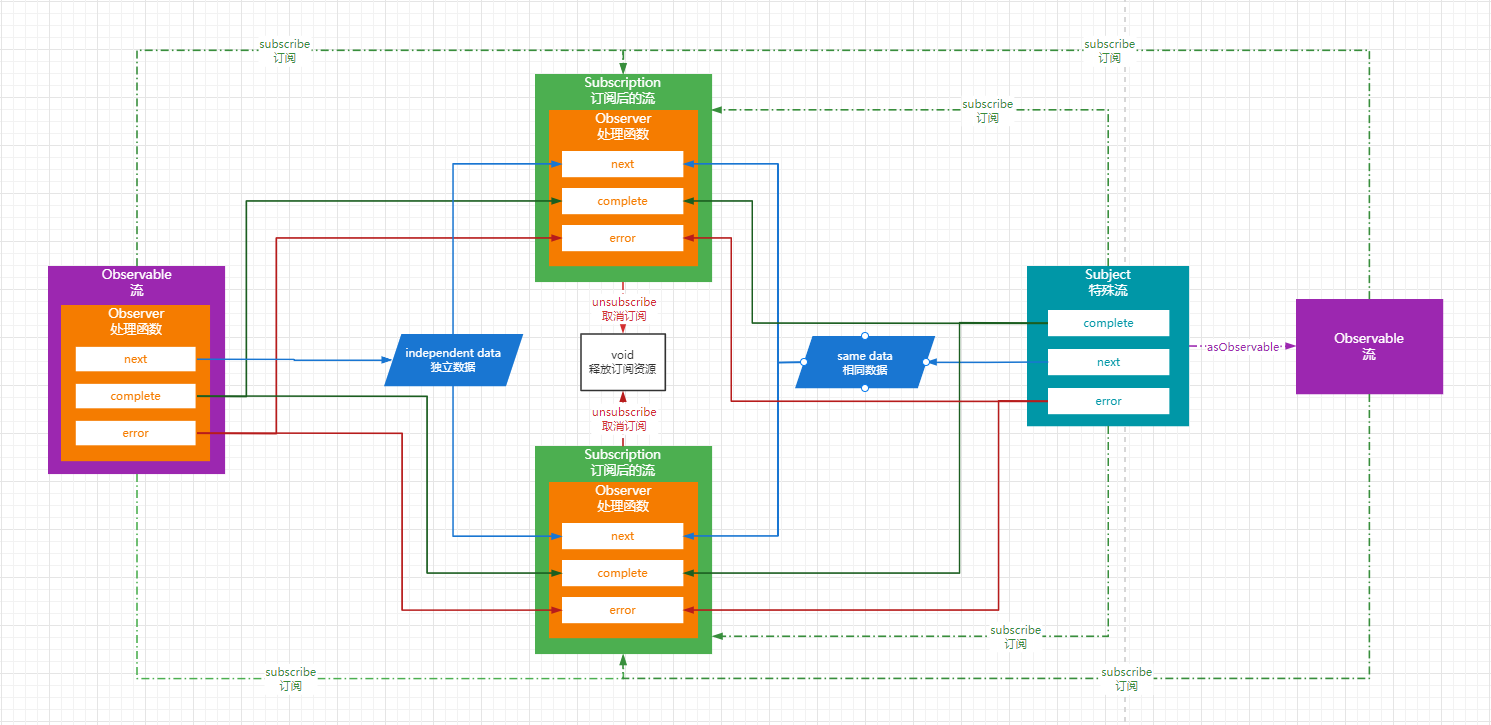 subscribe
订阅
subscribe
订阅
Subscription
订阅后的流
Observer
处理函数
next
complete
error
subscribe
订阅
Observable
流
Observer
处理函数
next
complete
error
independent data
独立数据
unsubscribe
取消订阅
void
释放订阅资源
unsubscribe
取消订阅
same data
相同数据
Subject
特殊流
complete
next
error
asObservable
Observable
流
Subscription
订阅后的流
Observer
处理函数
next
complete
error
subscribe
订阅
subscribe
订阅
subscribe
订阅